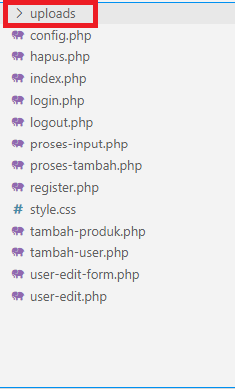 uploads
config.php
hapus.php
index.php
login.php
logout.php
proses-input.php
proses-tambah.php
register.php
# style.css
tambah-produk.php
tambah-user.php
user-edit-form.php
user-edit.php